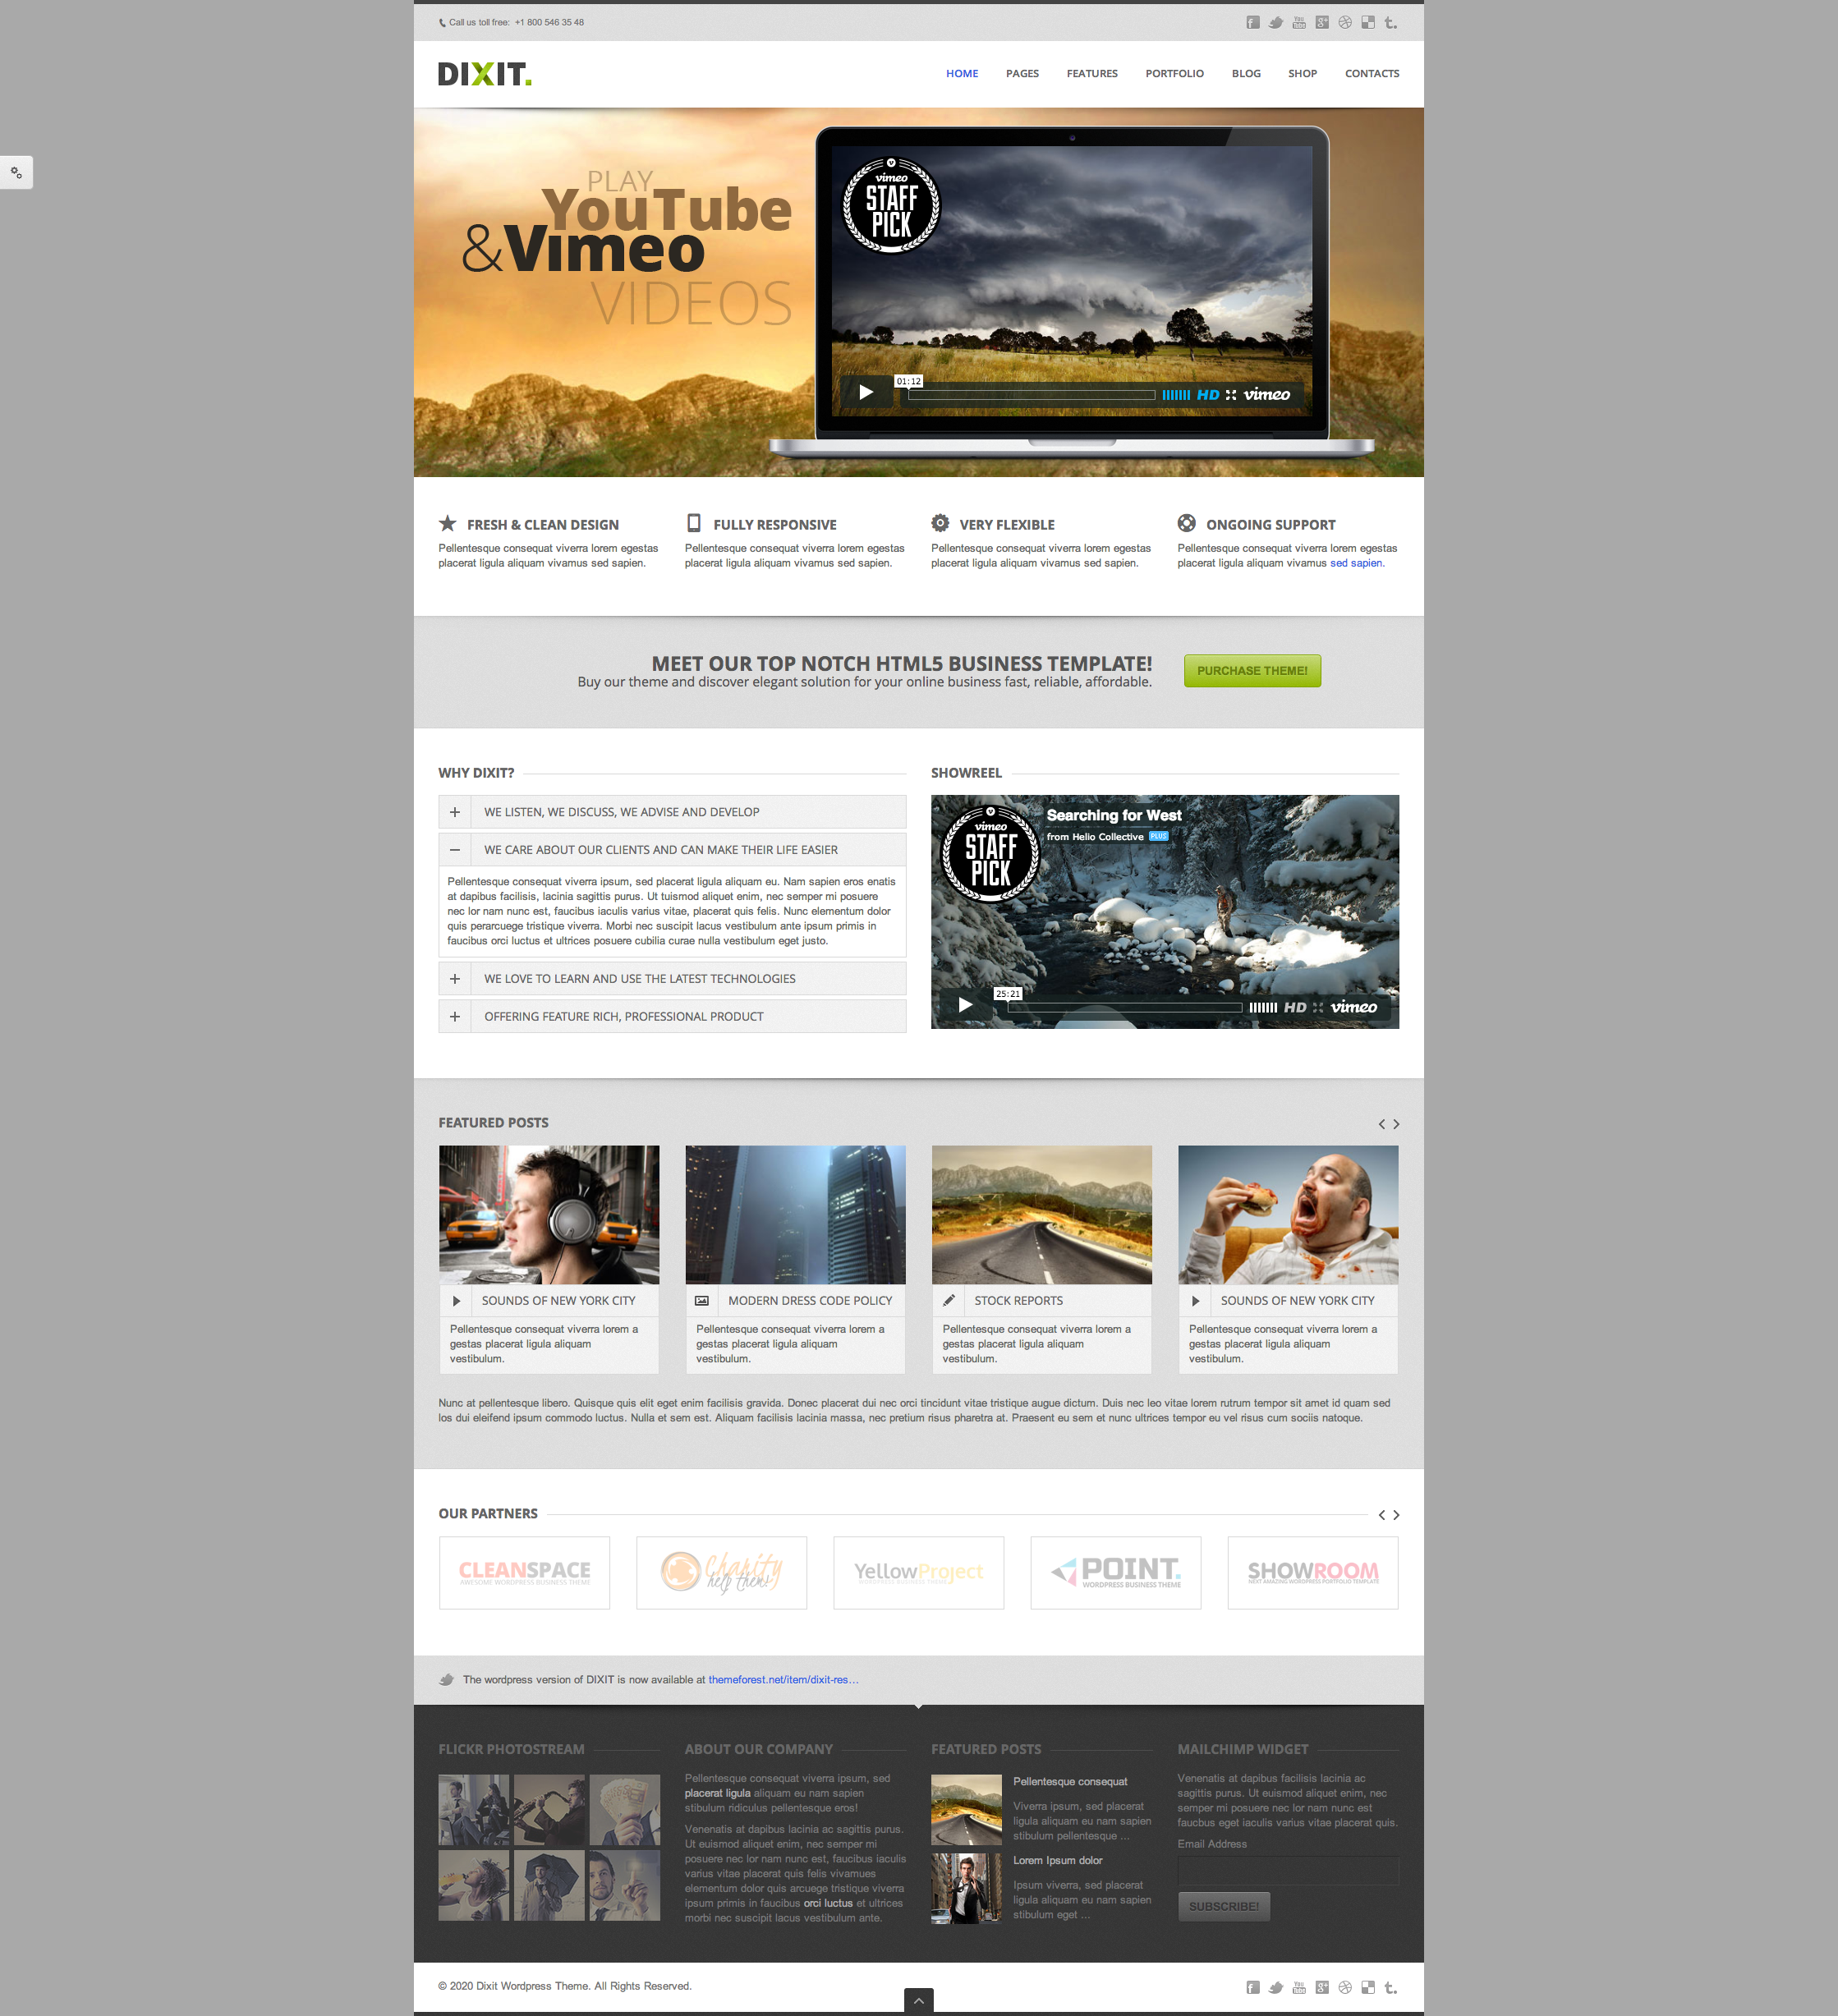 Call us toll free: +1 800 546 35 48
DIXIT.
HOME PAGES FEATURES PORTFOLIO BLOG SHOP CONTACTS
PLAY
YouTube
&Vimeo
VIDEOS
vimeo
STAFF
PICK
01:12
HD vimeo
FRESH & CLEAN DESIGN
Pellentesque consequat viverra lorem egestas
placerat ligula aliquam vivamus sed sapien.
FULLY RESPONSIVE
Pellentesque consequat viverra lorem egestas
placerat ligula aliquam vivamus sed sapien.
VERY FLEXIBLE
Pellentesque consequat viverra lorem egestas
placerat ligula aliquam vivamus sed sapien.
ONGOING SUPPORT
Pellentesque consequat viverra lorem egestas
placerat ligula aliquam vivamus sed sapien.
MEET OUR TOP NOTCH HTML5 BUSINESS TEMPLATE!
Buy our theme and discover elegant solution for your online business fast, reliable, affordable.
PURCHASE THEME!
WHY DIXIT?
WE LISTEN, WE DISCUSS, WE ADVISE AND DEVELOP
WE CARE ABOUT OUR CLIENTS AND CAN MAKE THEIR LIFE EASIER
Pellentesque consequat viverra ipsum, sed placerat ligula aliquam eu. Nam sapien eros enatis
at dapibus facilisis, lacinia sagittis purus. Ut tuismod aliquet enim, nec semper mi posuere
nec lor nam nunc est, faucibus iaculis varius vitae, placerat quis felis. Nunc elementum dolor
quis perarcuege tristique viverra. Morbi nec suscipit lacus vestibulum ante ipsum primis in
faucibus orci luctus et ultrices posuere cubilia curae nulla vestibulum eget justo.
WE LOVE TO LEARN AND USE THE LATEST TECHNOLOGIES
OFFERING FEATURE RICH, PROFESSIONAL PRODUCT
SHOWREEL
vimeo
STAFF
PICK
Searching for West
from Helio Collective PLUS
25:21
HD vimeo
FEATURED POSTS
SOUNDS OF NEW YORK CITY
Pellentesque consequat viverra lorem a
gestas placerat ligula aliquam
vestibulum.
MODERN DRESS CODE POLICY
Pellentesque consequat viverra lorem a
gestas placerat ligula aliquam
vestibulum.
STOCK REPORTS
Pellentesque consequat viverra lorem a
gestas placerat ligula aliquam
vestibulum.
SOUNDS OF NEW YORK CITY
Pellentesque consequat viverra lorem a
gestas placerat ligula aliquam
vestibulum.
Nunc at pellentesque libero. Quisque quis elit eget enim facilisis gravida. Donec placerat dui nec orci tincidunt vitae tristique augue dictum. Duis nec leo vitae lorem rutrum tempor sit amet id quam sed
los dui eleifend ipsum commodo luctus. Nulla et sem est. Aliquam facilisis lacinia massa, nec pretium risus pharetra at. Praesent eu sem et nunc ultrices tempor eu vel risus cum sociis natoque.
OUR PARTNERS
CLEANSPACE
AWESOME WORDPRESS BUSINESS THEME
Charity
help them!
YellowProject
WORDPRESS BUSINESS THEME
POINT.
WORDPRESS BUSINESS THEME
SHOWROOM
NEXT AMAZING WORDPRESS PORTFOLIO TEMPLATE
The wordpress version of DIXIT is now available at themeforest.net/item/dixit-res…
FLICKR PHOTOSTREAM
ABOUT OUR COMPANY
Pellentesque consequat viverra ipsum, sed
placerat ligula aliquam eu nam sapien
stibulum ridiculus pellentesque eros!
Venenatis at dapibus lacinia ac sagittis purus.
Ut euismod aliquet enim, nec semper mi
posuere nec lor nam nunc est, faucibus iaculis
varius vitae placerat quis felis vivamues
elementum dolor quis arcuege tristique viverra
ipsum primis in faucibus orci luctus et ultrices
morbi nec suscipit lacus vestibulum ante.
FEATURED POSTS
Pellentesque consequat
Viverra ipsum, sed placerat
ligula aliquam eu nam sapien
stibulum pellentesque ...
Lorem Ipsum dolor
Ipsum viverra, sed placerat
ligula aliquam eu nam sapien
stibulum eget ...
MAILCHIMP WIDGET
Venenatis at dapibus facilisis lacinia ac
sagittis purus. Ut euismod aliquet enim, nec
semper mi posuere nec lor nam nunc est
faucbus eget iaculis varius vitae placerat quis.
Email Address
SUBSCRIBE!
© 2020 Dixit Wordpress Theme. All Rights Reserved.